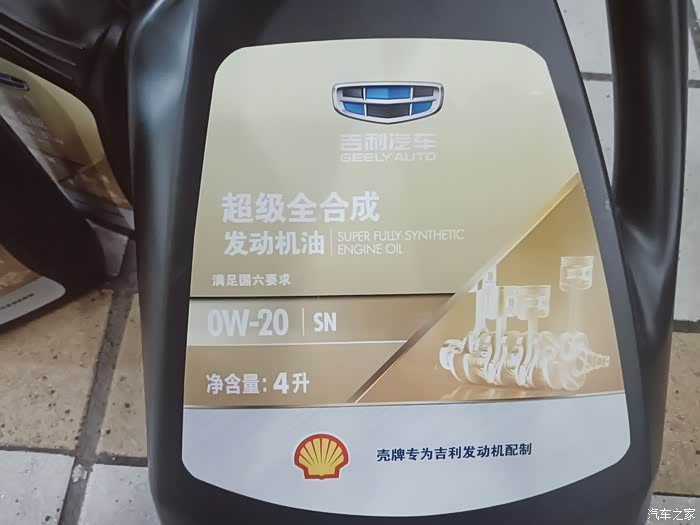 吉利汽车
GEELY AUTO
超级全合成
发动机油
SUPER FULLY SYNTHETIC
ENGINE OIL
满足国六要求
0W-20 SN
净含量:4升
壳牌专为吉利发动机配制
汽车之家